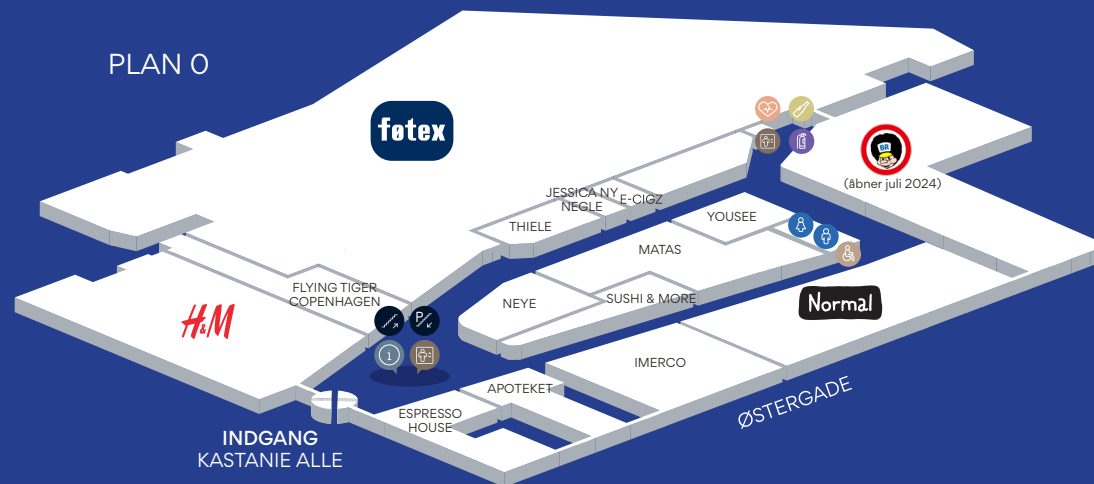 PLAN 0
føtex
BR
(åbner juli 2024)
JESSICA NY
NEGLE
E-CIGZ
THIELE
YOUSEE
MATAS
FLYING TIGER
COPENHAGEN
NEYE
SUSHI & MORE
H&M
Normal
P
i
IMERCO
APOTEKET
ESPRESSO
HOUSE
ØSTERGADE
INDGANG
KASTANIE ALLE